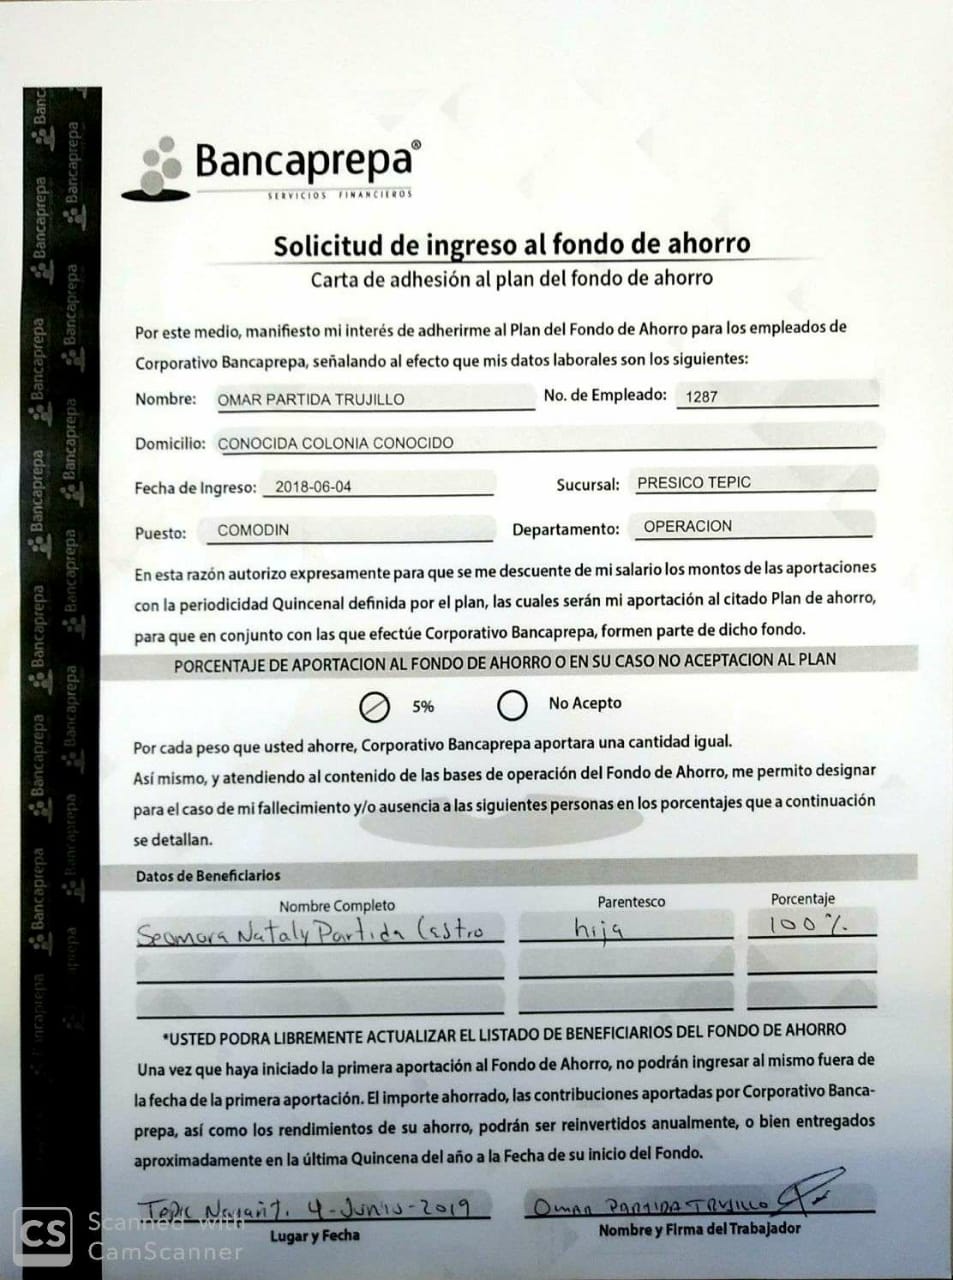 Bancaprepa®
SERVICIOS FINANCIEROS
Solicitud de ingreso al fondo de ahorro
Carta de adhesión al plan del fondo de ahorro
Por este medio, manifiesto mi interés de adherirme al Plan del Fondo de Ahorro para los empleados de
Corporativo Bancaprepa, señalando al efecto que mis datos laborales son los siguientes:
Nombre: OMAR PARTIDA TRUJILLO No. de Empleado: 1287
Domicilio: CONOCIDA COLONIA CONOCIDO
Fecha de Ingreso: 2018-06-04 Sucursal: PRESICO TEPIC
Puesto: COMODIN Departamento: OPERACION
En esta razón autorizo expresamente para que se me descuente de mi salario los montos de las aportaciones
con la periodicidad Quincenal definida por el plan, las cuales serán mi aportación al citado Plan de ahorro,
para que en conjunto con las que efectúe Corporativo Bancaprepa, formen parte de dicho fondo.
PORCENTAJE DE APORTACION AL FONDO DE AHORRO O EN SU CASO NO ACEPTACION AL PLAN
5% No Acepto
Por cada peso que usted ahorre, Corporativo Bancaprepa aportara una cantidad igual.
Así mismo, y atendiendo al contenido de las bases de operación del Fondo de Ahorro, me permito designar
para el caso de mi fallecimiento y/o ausencia a las siguientes personas en los porcentajes que a continuación
se detallan.
Datos de Beneficiarios
Nombre Completo Parentesco Porcentaje
Seomara Nataly Partida Castro hija 100%
*USTED PODRA LIBREMENTE ACTUALIZAR EL LISTADO DE BENEFICIARIOS DEL FONDO DE AHORRO
Una vez que haya iniciado la primera aportación al Fondo de Ahorro, no podrán ingresar al mismo fuera de
la fecha de la primera aportación. El importe ahorrado, las contribuciones aportadas por Corporativo Banca-
prepa, así como los rendimientos de su ahorro, podrán ser reinvertidos anualmente, o bien entregados
aproximadamente en la última Quincena del año a la Fecha de su inicio del Fondo.
Tepic Nayarit. 4-Junio-2019 OMAR PARTIDA TRUJILLO
Lugar y Fecha Nombre y Firma del Trabajador
CS Scanned with
CamScanner